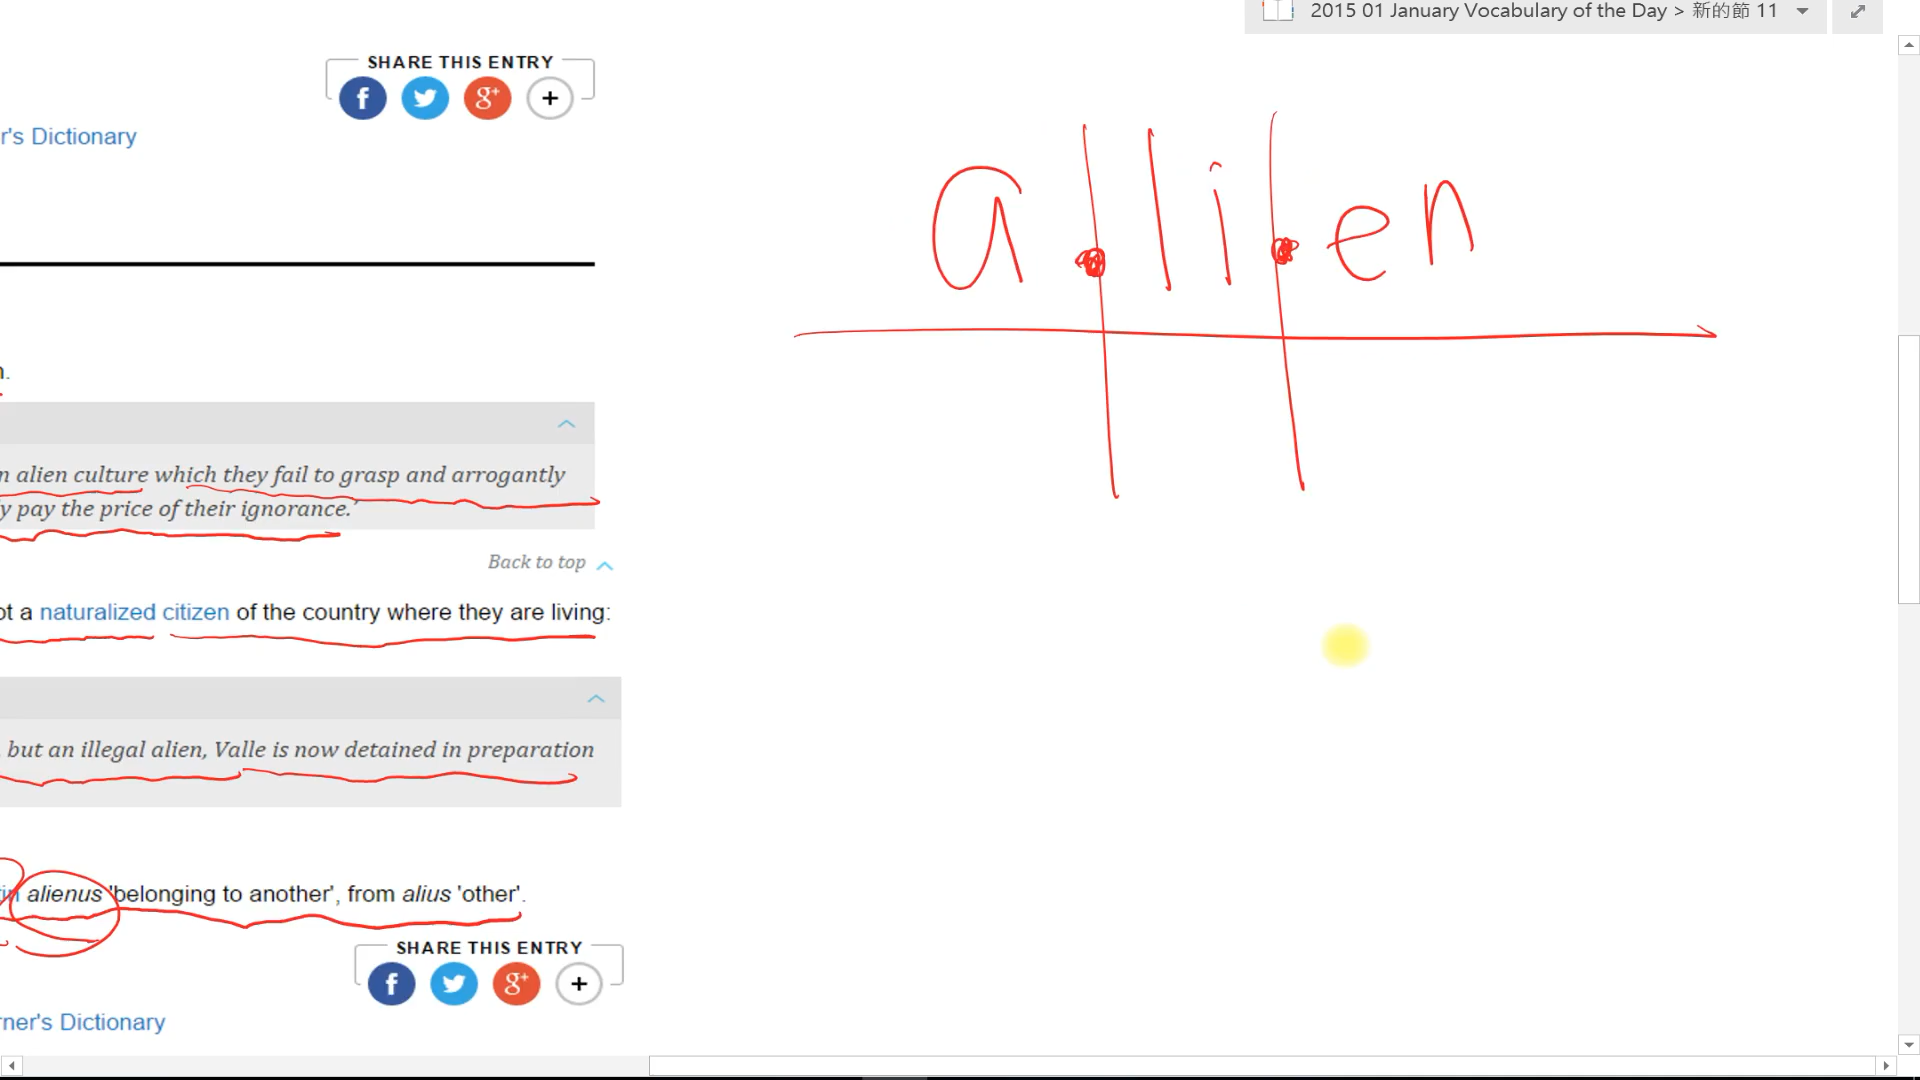 2015 01 January Vocabulary of the Day > 新的節 11
SHARE THIS ENTRY
f g+ +
r's Dictionary
a·li·en
n.
n alien culture which they fail to grasp and arrogantly
y pay the price of their ignorance.'
Back to top
ot a naturalized citizen of the country where they are living:
but an illegal alien, Valle is now detained in preparation
in alienus 'belonging to another', from alius 'other'.
SHARE THIS ENTRY
f g+ +
rner's Dictionary